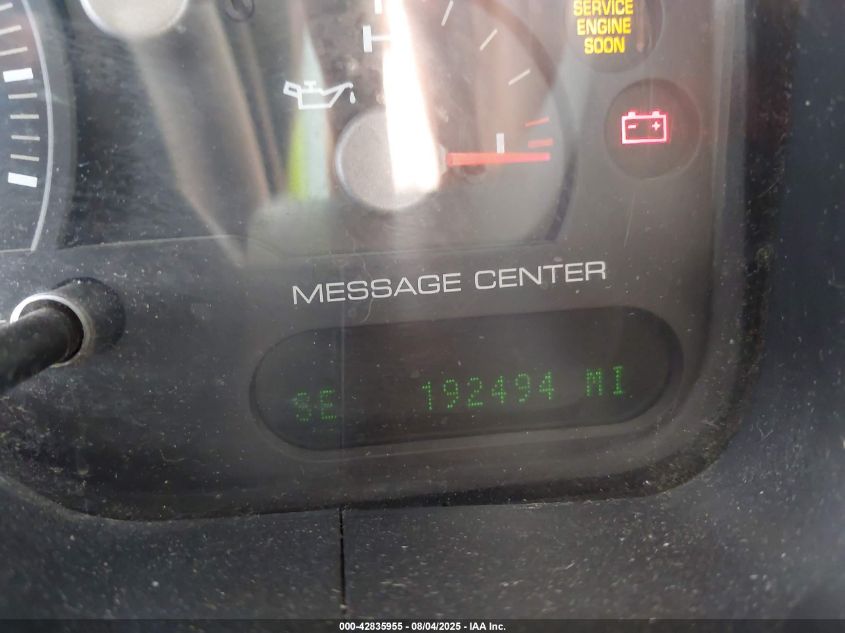 SERVICE
ENGINE
SOON
MESSAGE CENTER
SE 192494 MI
000-42835955 - 08/04/2025 - IAA Inc.